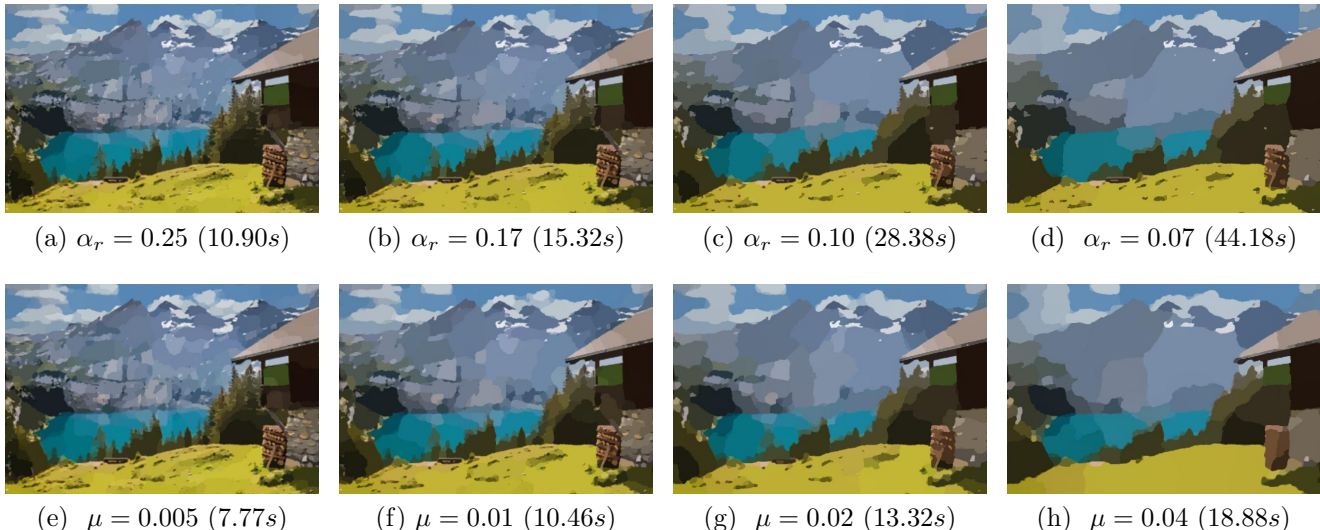 (a) αr = 0.25 (10.90s) (b) αr = 0.17 (15.32s) (c) αr = 0.10 (28.38s) (d) αr = 0.07 (44.18s)
(e) μ = 0.005 (7.77s) (f) μ = 0.01 (10.46s) (g) μ = 0.02 (13.32s) (h) μ = 0.04 (18.88s)